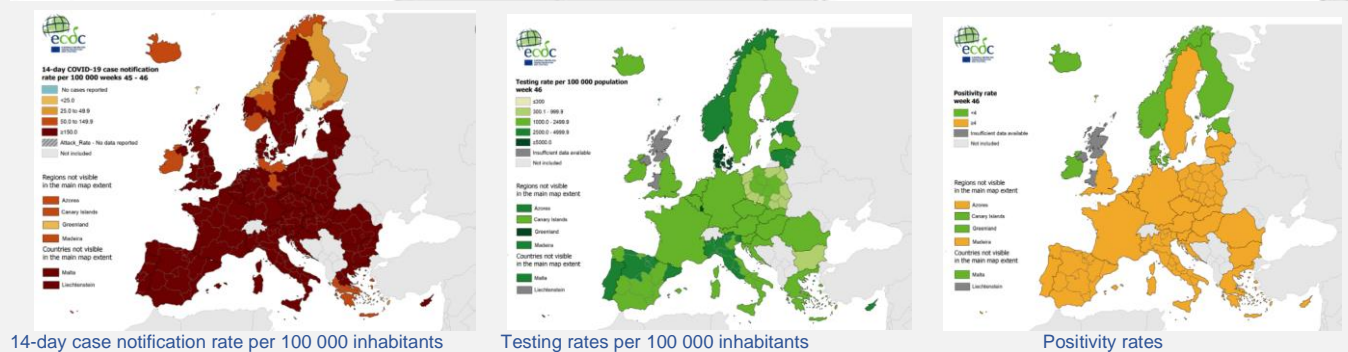 ecdc
14-day COVID-19 case notification
rate per 100 000 weeks 45 - 46
No cases reported
<25.0
25.0 to 49.9
50.0 to 149.9
≥150.0
Attack_Rate - No data reported
Not included
Regions not visible
in the main map extent
Azores
Canary Islands
Greenland
Madeira
Countries not visible
in the main map extent
Malta
Liechtenstein
14-day case notification rate per 100 000 inhabitants
ecdc
Testing rate per 100 000 population
week 46
≤300
300.1 - 999.9
1000.0 - 2499.9
2500.0 - 4999.9
≥5000.0
Insufficient data available
Not included
Regions not visible
in the main map extent
Azores
Canary Islands
Greenland
Madeira
Countries not visible
in the main map extent
Malta
Liechtenstein
Testing rates per 100 000 inhabitants
ecdc
Positivity rate
week 46
<4
≥4
Insufficient data available
Not included
Regions not visible
in the main map extent
Azores
Canary Islands
Greenland
Madeira
Countries not visible
in the main map extent
Malta
Liechtenstein
Positivity rates